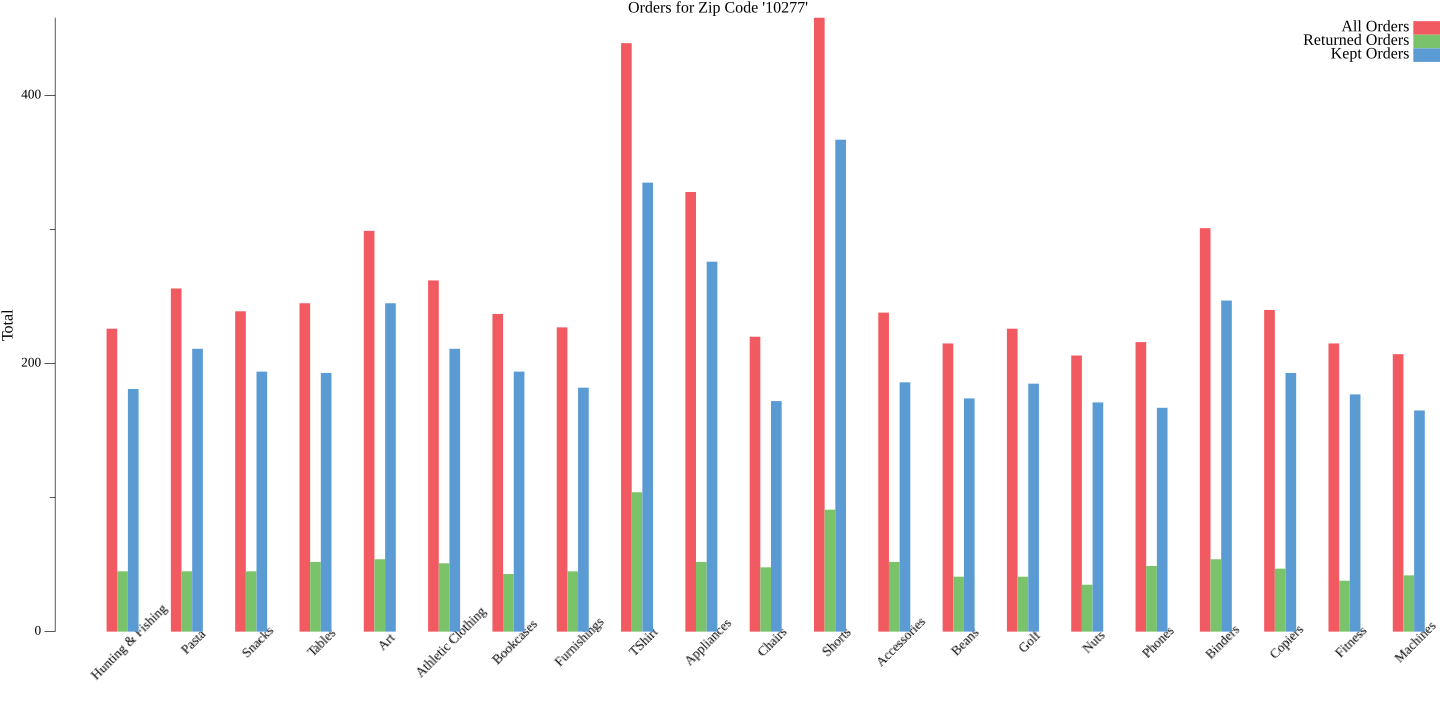 Orders for Zip Code '10277'
All Orders
Returned Orders
Kept Orders
Total
400
200
0
Hunting & Fishing
Pasta
Snacks
Tables
Art
Athletic Clothing
Bookcases
Furnishings
TShirt
Appliances
Chairs
Shorts
Accessories
Beans
Golf
Nuts
Phones
Binders
Copiers
Fitness
Machines